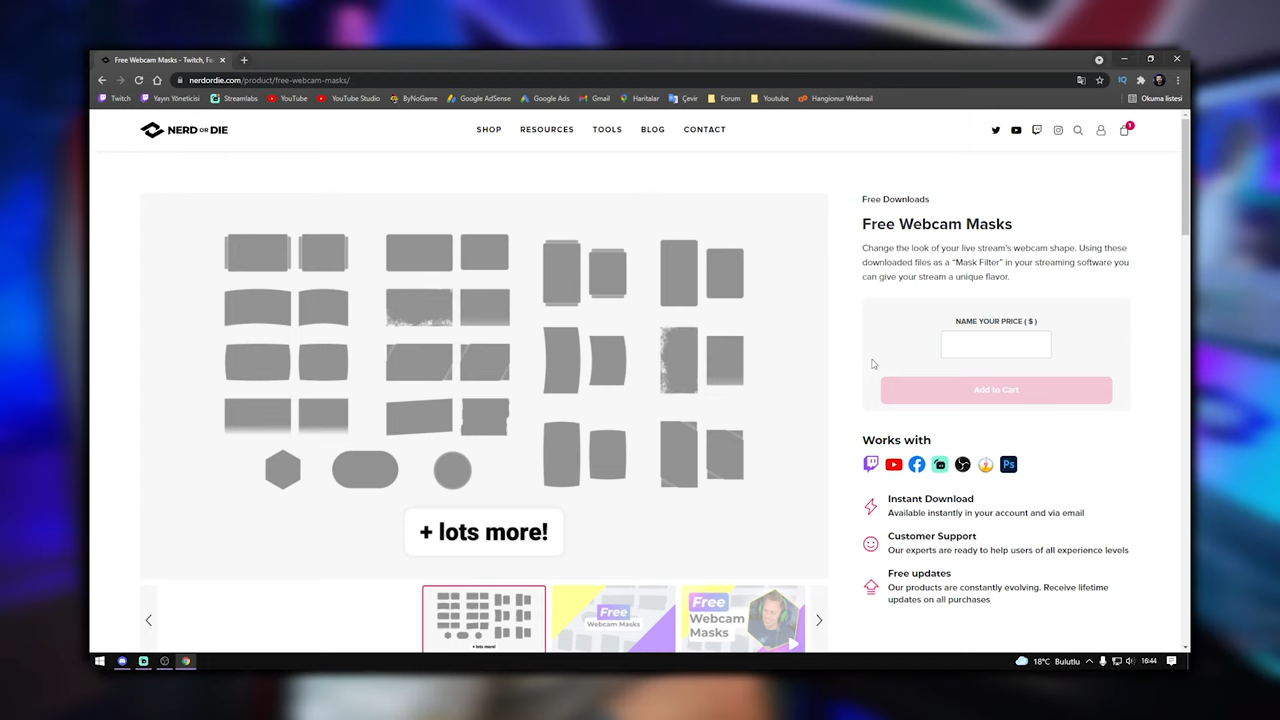 Free Webcam Masks - Twitch, Fa
nerdordie.com/product/free-webcam-masks/
Twitch
Yayın Yöneticisi
Streamlabs
YouTube
YouTube Studio
ByNoGame
Google AdSense
Google Ads
Gmail
Haritalar
Çevir
Forum
Youtube
Hangionur Webmail
Okuma listesi
NERD OR DIE
SHOP
RESOURCES
TOOLS
BLOG
CONTACT
1
Free Downloads
Free Webcam Masks
Change the look of your live stream's webcam shape. Using these
downloaded files as a “Mask Filter” in your streaming software you
can give your stream a unique flavor.
NAME YOUR PRICE ( $ )
Add to Cart
Works with
Ps
Instant Download
Available instantly in your account and via email
Customer Support
Our experts are ready to help users of all experience levels
Free updates
Our products are constantly evolving. Receive lifetime
updates on all purchases
+ lots more!
+ lots more!
Free
Webcam Masks
Free
Webcam
Masks
18°C Bulutlu
16:44